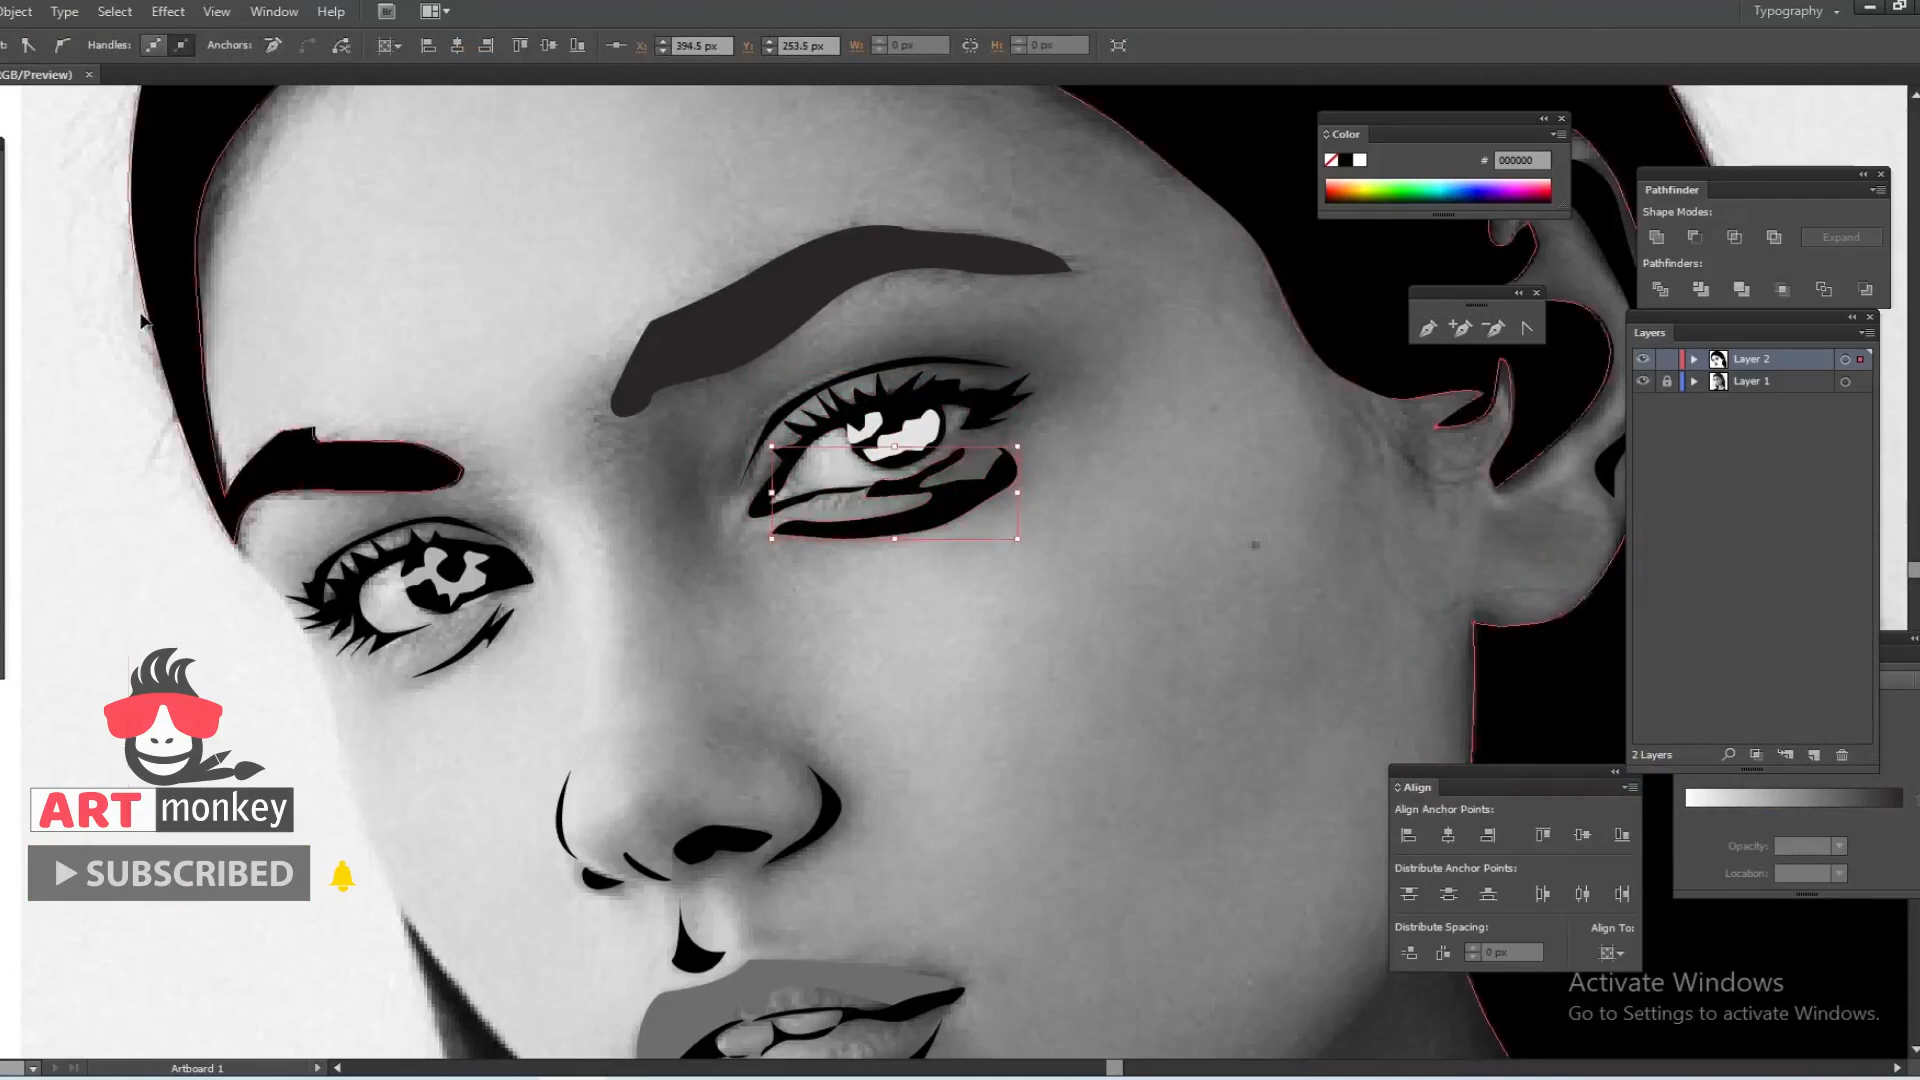 Object Type Select Effect View Window Help Br Typography
Handles: Anchors: X: 394.5 px Y: 253.5 px W: 0 px H: 0 px
RGB/Preview) ×
Color
# 000000
Pathfinder
Shape Modes:
Expand
Pathfinders:
Layers
Layer 2
Layer 1
2 Layers
Align
Align Anchor Points:
Distribute Anchor Points:
Distribute Spacing: Align To:
0 px
Opacity:
Location:
ART monkey
SUBSCRIBED
Activate Windows
Go to Settings to activate Windows.
Artboard 1